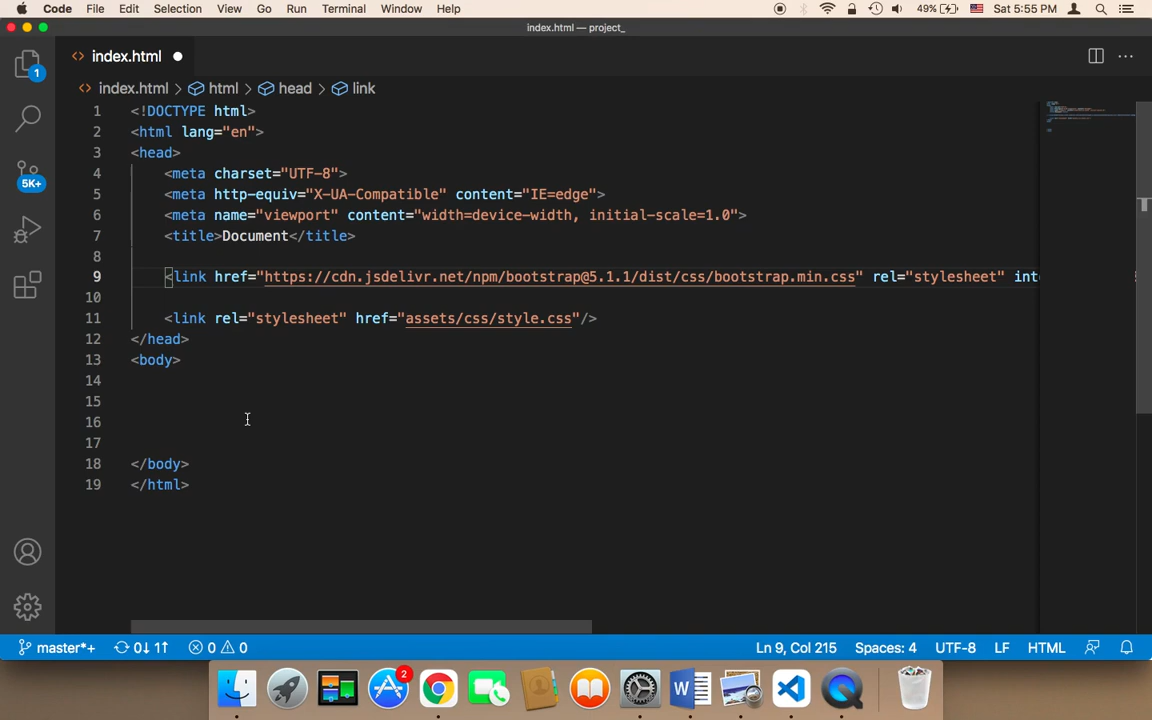 Code File Edit Selection View Go Run Terminal Window Help 49% Sat 5:55 PM
index.html — project_
index.html
index.html > html > head > link
1 <!DOCTYPE html>
2 <html lang="en">
3 <head>
4 <meta charset="UTF-8">
5 <meta http-equiv="X-UA-Compatible" content="IE=edge">
6 <meta name="viewport" content="width=device-width, initial-scale=1.0">
7 <title>Document</title>
8
9 <link href="https://cdn.jsdelivr.net/npm/bootstrap@5.1.1/dist/css/bootstrap.min.css" rel="stylesheet" inte
10
11 <link rel="stylesheet" href="assets/css/style.css"/>
12 </head>
13 <body>
14
15
16
17
18 </body>
19 </html>
1
5K+
master*+ 0↓ 1↑ 0 0 Ln 9, Col 215 Spaces: 4 UTF-8 LF HTML
2
W